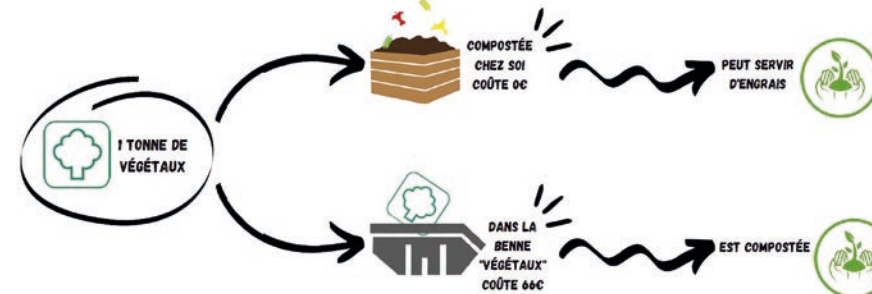 1 TONNE DE
VÉGÉTAUX
COMPOSTÉE
CHEZ SOI
COÛTE 0€
PEUT SERVIR
D'ENGRAIS
DANS LA
BENNE
"VÉGÉTAUX"
COÛTE 66€
EST COMPOSTÉE